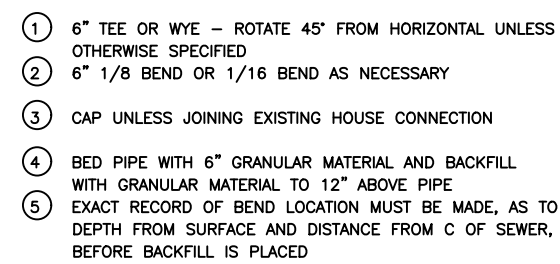 1 6" TEE OR WYE – ROTATE 45° FROM HORIZONTAL UNLESS
OTHERWISE SPECIFIED
2 6" 1/8 BEND OR 1/16 BEND AS NECESSARY
3 CAP UNLESS JOINING EXISTING HOUSE CONNECTION
4 BED PIPE WITH 6" GRANULAR MATERIAL AND BACKFILL
WITH GRANULAR MATERIAL TO 12" ABOVE PIPE
5 EXACT RECORD OF BEND LOCATION MUST BE MADE, AS TO
DEPTH FROM SURFACE AND DISTANCE FROM C OF SEWER,
BEFORE BACKFILL IS PLACED